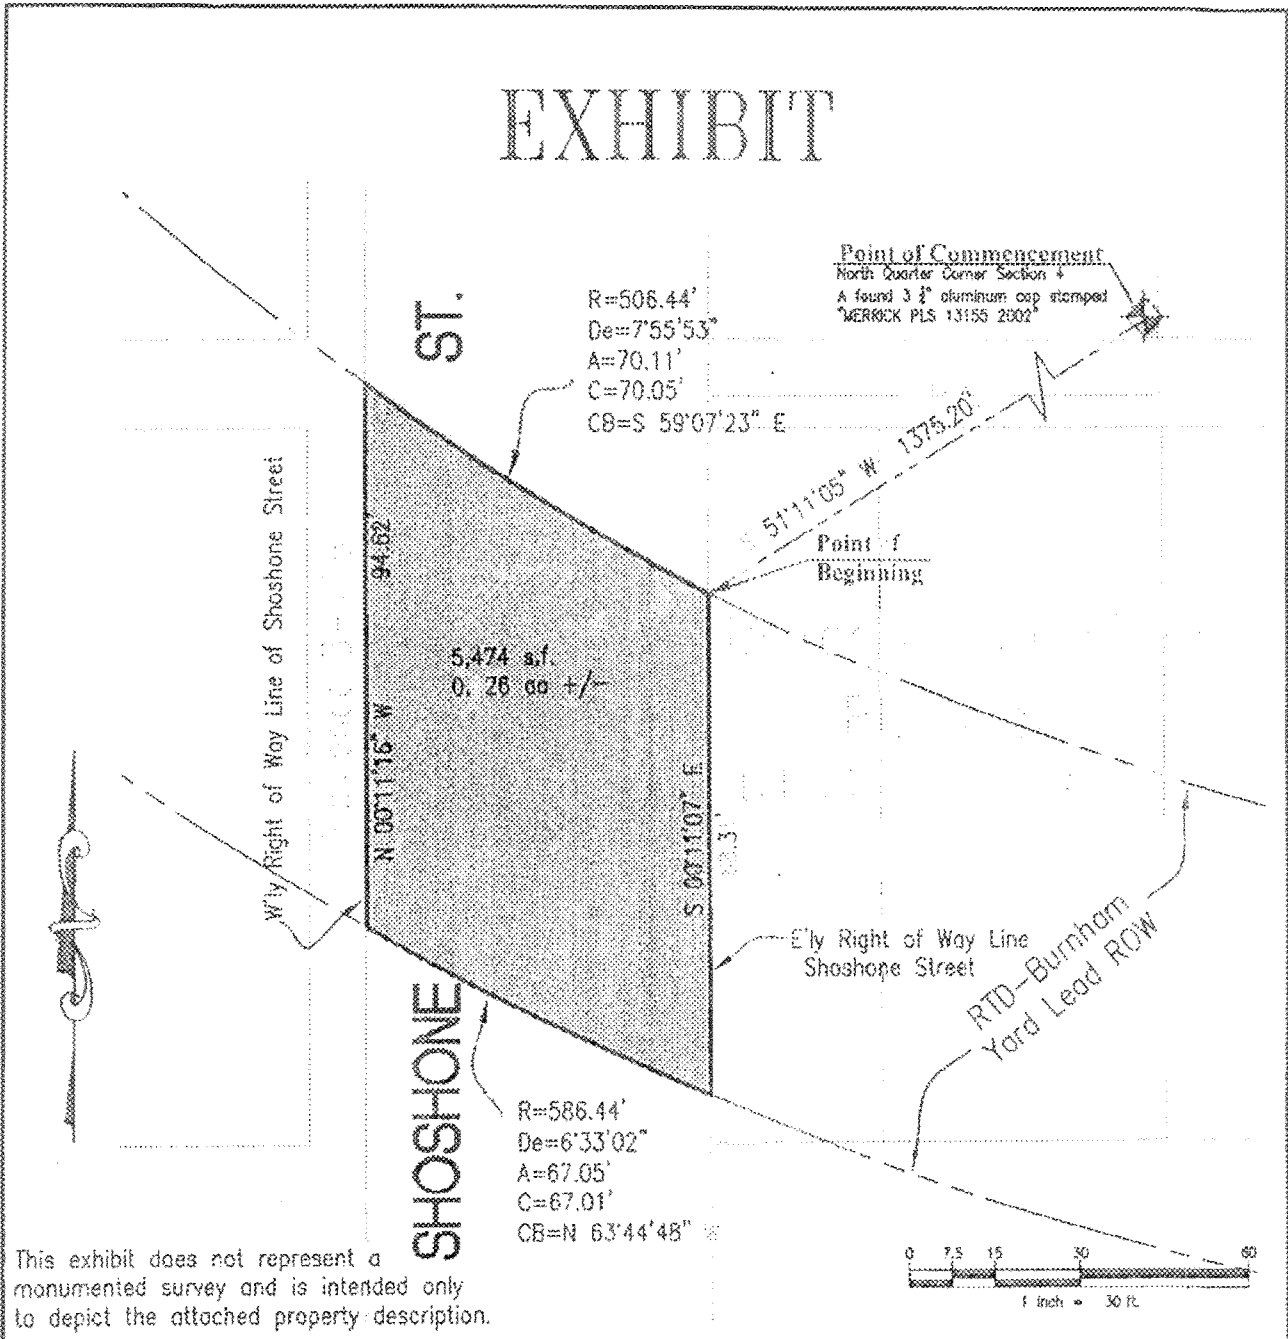 EXHIBIT
Point of Commencement
North Quarter Corner Section 4
A found 3 ¼" aluminum cap stamped
"MERRICK PLS 13155 2002"
ST.
R=506.44'
De=7°55'53"
A=70.11'
C=70.05'
CB=S 59°07'23" E
51°11'05" W 1375.20'
Point f
Beginning
W'ly Right of Way Line of Shoshone Street
94.62'
N 00°11'16" W
5,474 s.f.
0. 26 ac +/-
S 00°11'07" E
E'ly Right of Way Line
Shoshone Street
RTD-Burnham
Yard Lead ROW
SHOSHONE
R=586.44'
De=6°33'02"
A=67.05'
C=67.01'
CB=N 63°44'48" W
This exhibit does not represent a
monumented survey and is intended only
to depict the attached property description.
0 7.5 15 30 60
1 inch = 30 ft.